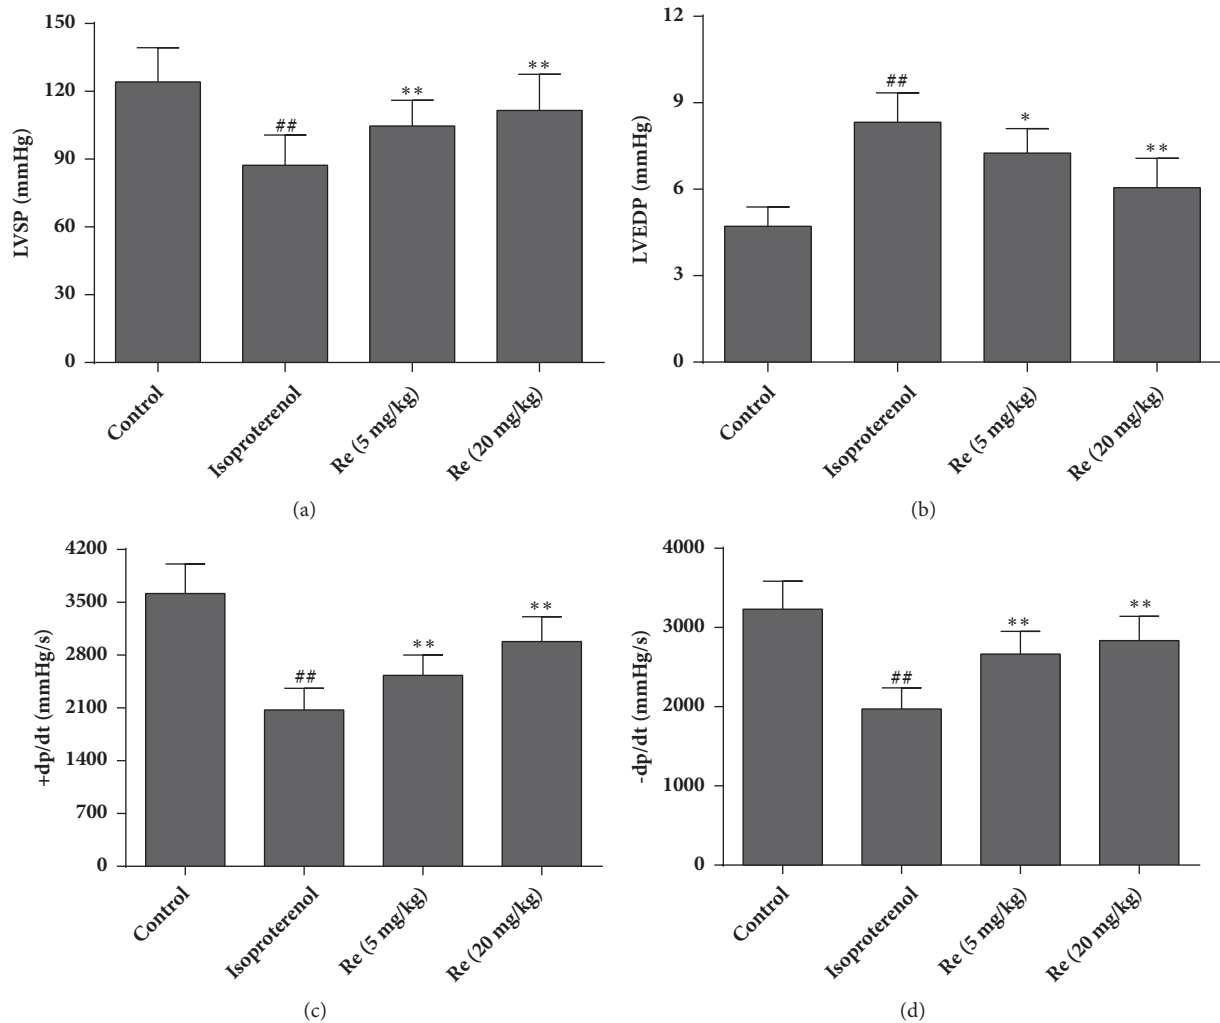 150
120
90
60
30
0
LVSP (mmHg)
##
**
**
Control
Isoproterenol
Re (5 mg/kg)
Re (20 mg/kg)
(a)
12
9
6
3
0
LVEDP (mmHg)
##
*
**
Control
Isoproterenol
Re (5 mg/kg)
Re (20 mg/kg)
(b)
4200
3500
2800
2100
1400
700
0
+dp/dt (mmHg/s)
##
**
**
Control
Isoproterenol
Re (5 mg/kg)
Re (20 mg/kg)
(c)
4000
3000
2000
1000
0
-dp/dt (mmHg/s)
##
**
**
Control
Isoproterenol
Re (5 mg/kg)
Re (20 mg/kg)
(d)